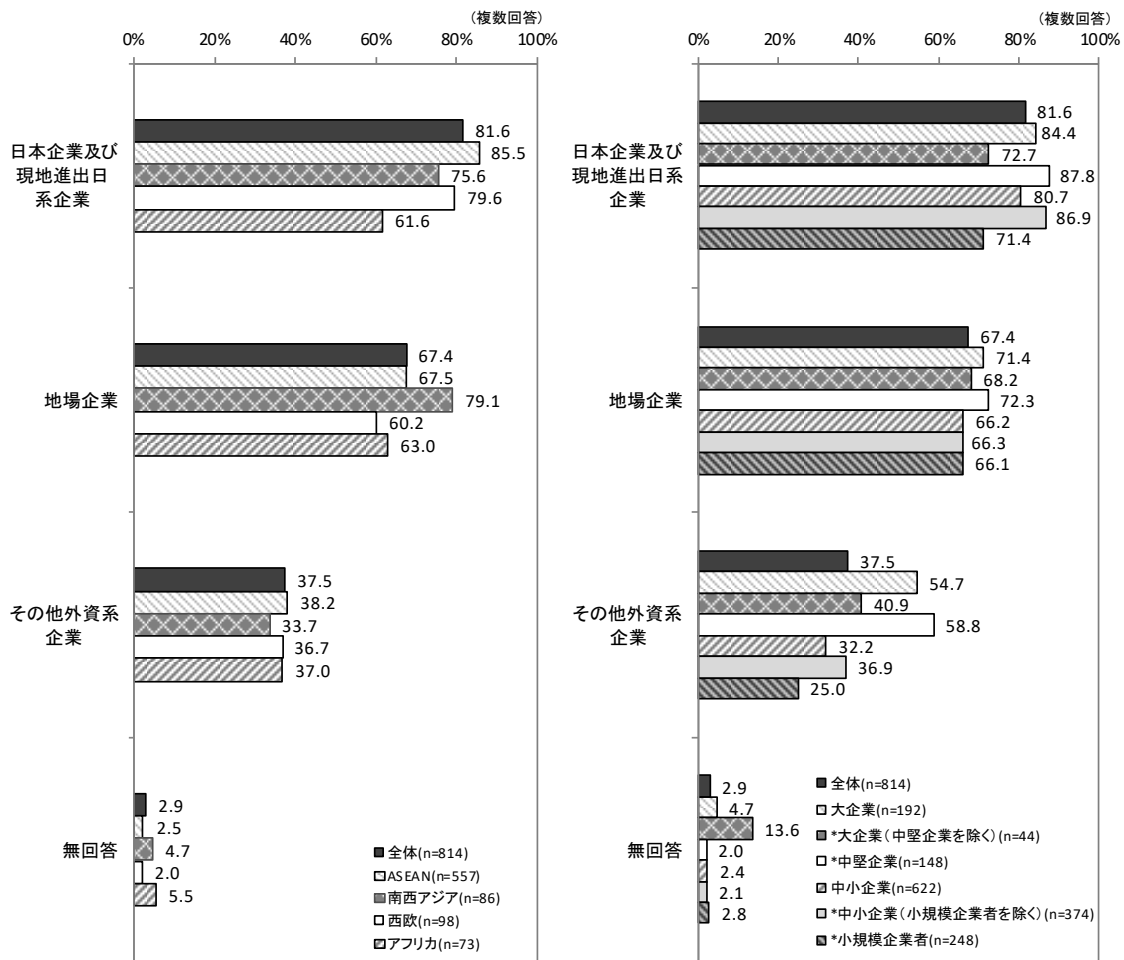 (複数回答)
0% 20% 40% 60% 80% 100%
日本企業及び
現地進出日
系企業
81.6
85.5
75.6
79.6
61.6
地場企業
67.4
67.5
79.1
60.2
63.0
その他外資系
企業
37.5
38.2
33.7
36.7
37.0
無回答
2.9
2.5
4.7
2.0
5.5
全体(n=814)
ASEAN(n=557)
南西アジア(n=86)
西欧(n=98)
アフリカ(n=73)
(複数回答)
0% 20% 40% 60% 80% 100%
日本企業及び
現地進出日系
企業
81.6
84.4
72.7
87.8
80.7
86.9
71.4
地場企業
67.4
71.4
68.2
72.3
66.2
66.3
66.1
その他外資系
企業
37.5
54.7
40.9
58.8
32.2
36.9
25.0
無回答
2.9
4.7
13.6
2.0
2.4
2.1
2.8
全体(n=814)
大企業(n=192)
*大企業(中堅企業を除く)(n=44)
*中堅企業(n=148)
中小企業(n=622)
*中小企業(小規模企業者を除く)(n=374)
*小規模企業者(n=248)